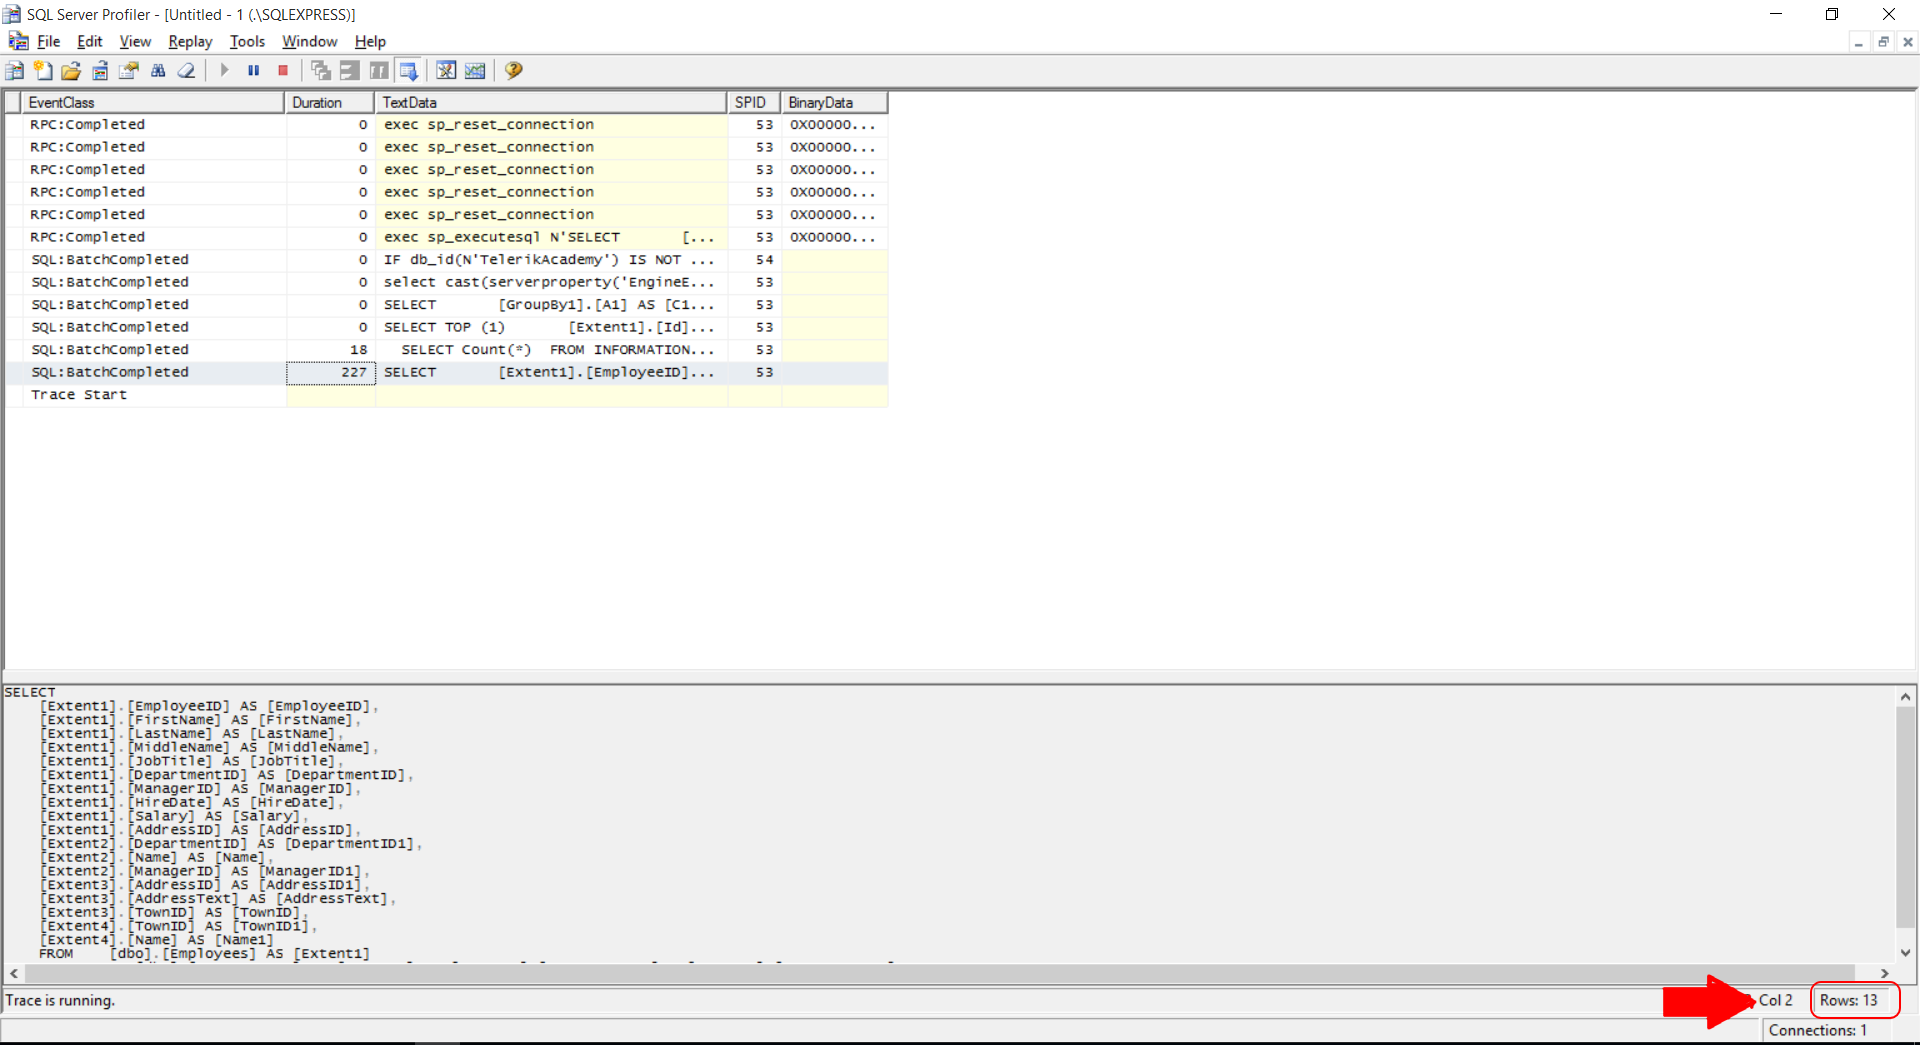 SQL Server Profiler - [Untitled - 1 (.\SQLEXPRESS)]
File Edit View Replay Tools Window Help
EventClass Duration TextData SPID BinaryData
RPC:Completed 0 exec sp_reset_connection 53 0X00000...
RPC:Completed 0 exec sp_reset_connection 53 0X00000...
RPC:Completed 0 exec sp_reset_connection 53 0X00000...
RPC:Completed 0 exec sp_reset_connection 53 0X00000...
RPC:Completed 0 exec sp_reset_connection 53 0X00000...
RPC:Completed 0 exec sp_executesql N'SELECT [... 53 0X00000...
SQL:BatchCompleted 0 IF db_id(N'TelerikAcademy') IS NOT ... 54
SQL:BatchCompleted 0 select cast(serverproperty('EngineE... 53
SQL:BatchCompleted 0 SELECT [GroupBy1].[A1] AS [C1... 53
SQL:BatchCompleted 0 SELECT TOP (1) [Extent1].[Id]... 53
SQL:BatchCompleted 18 SELECT Count(*) FROM INFORMATION... 53
SQL:BatchCompleted 227 SELECT [Extent1].[EmployeeID]... 53
Trace Start
SELECT
[Extent1].[EmployeeID] AS [EmployeeID],
[Extent1].[FirstName] AS [FirstName],
[Extent1].[LastName] AS [LastName],
[Extent1].[MiddleName] AS [MiddleName],
[Extent1].[JobTitle] AS [JobTitle],
[Extent1].[DepartmentID] AS [DepartmentID],
[Extent1].[ManagerID] AS [ManagerID],
[Extent1].[HireDate] AS [HireDate],
[Extent1].[Salary] AS [Salary],
[Extent1].[AddressID] AS [AddressID],
[Extent2].[DepartmentID] AS [DepartmentID1],
[Extent2].[Name] AS [Name],
[Extent2].[ManagerID] AS [ManagerID1],
[Extent3].[AddressID] AS [AddressID1],
[Extent3].[AddressText] AS [AddressText],
[Extent3].[TownID] AS [TownID],
[Extent4].[TownID] AS [TownID1],
[Extent4].[Name] AS [Name1]
FROM [dbo].[Employees] AS [Extent1]
Trace is running.
Col 2
Rows: 13
Connections: 1